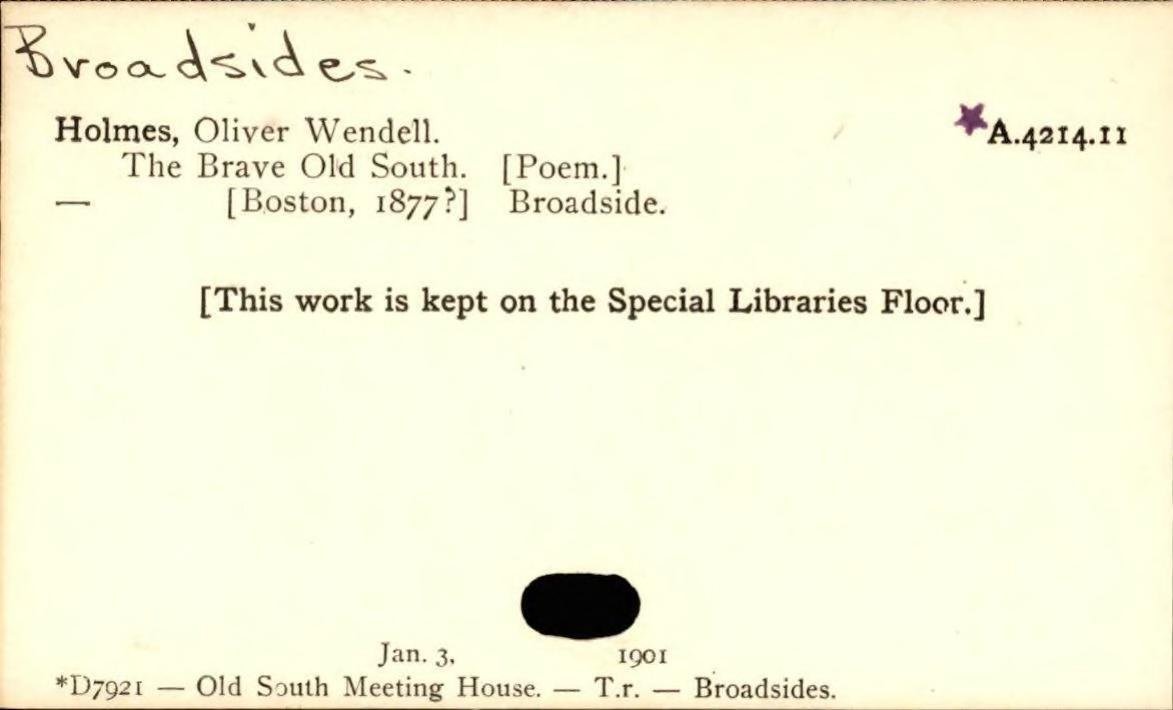 Broadsides.
Holmes, Oliver Wendell. *A.4214.11
The Brave Old South. [Poem.]
— [Boston, 1877?] Broadside.
[This work is kept on the Special Libraries Floor.]
Jan. 3, 1901
*D7921 — Old South Meeting House. — T.r. — Broadsides.